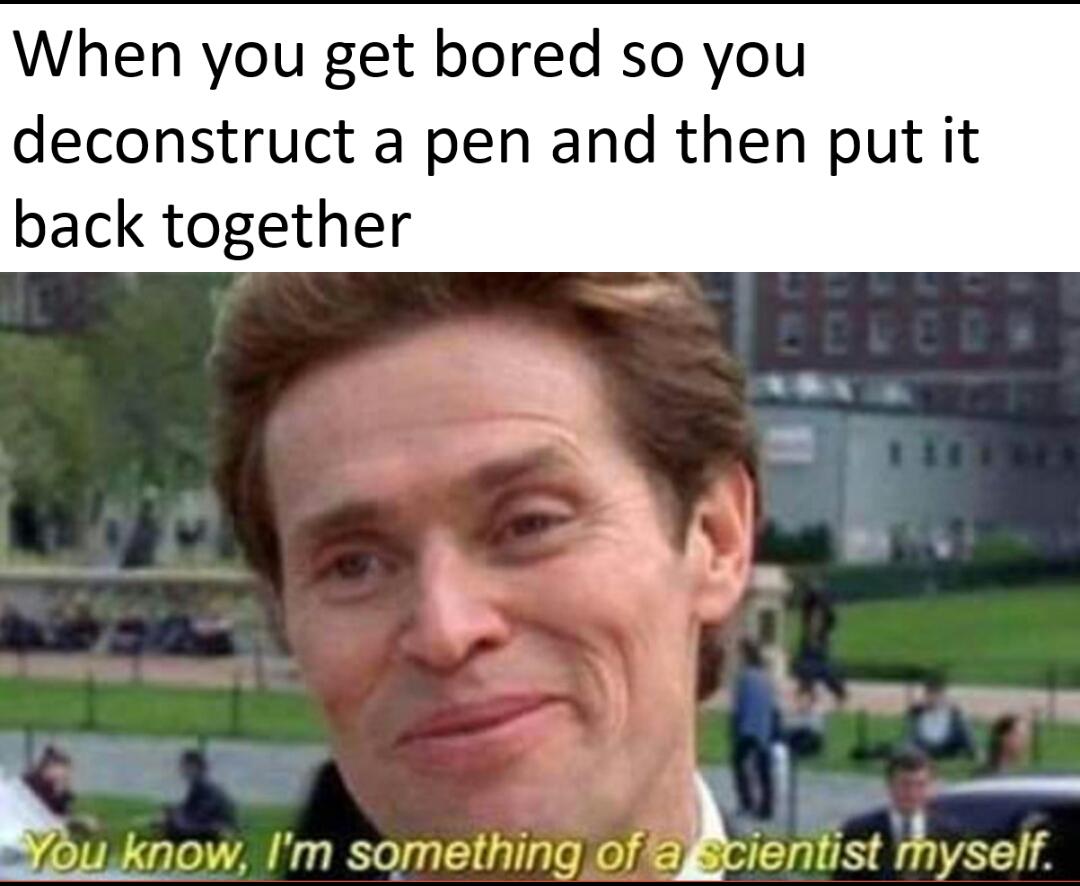 When you get bored so you
deconstruct a pen and then put it
back together
You know, I'm something of a scientist myself.